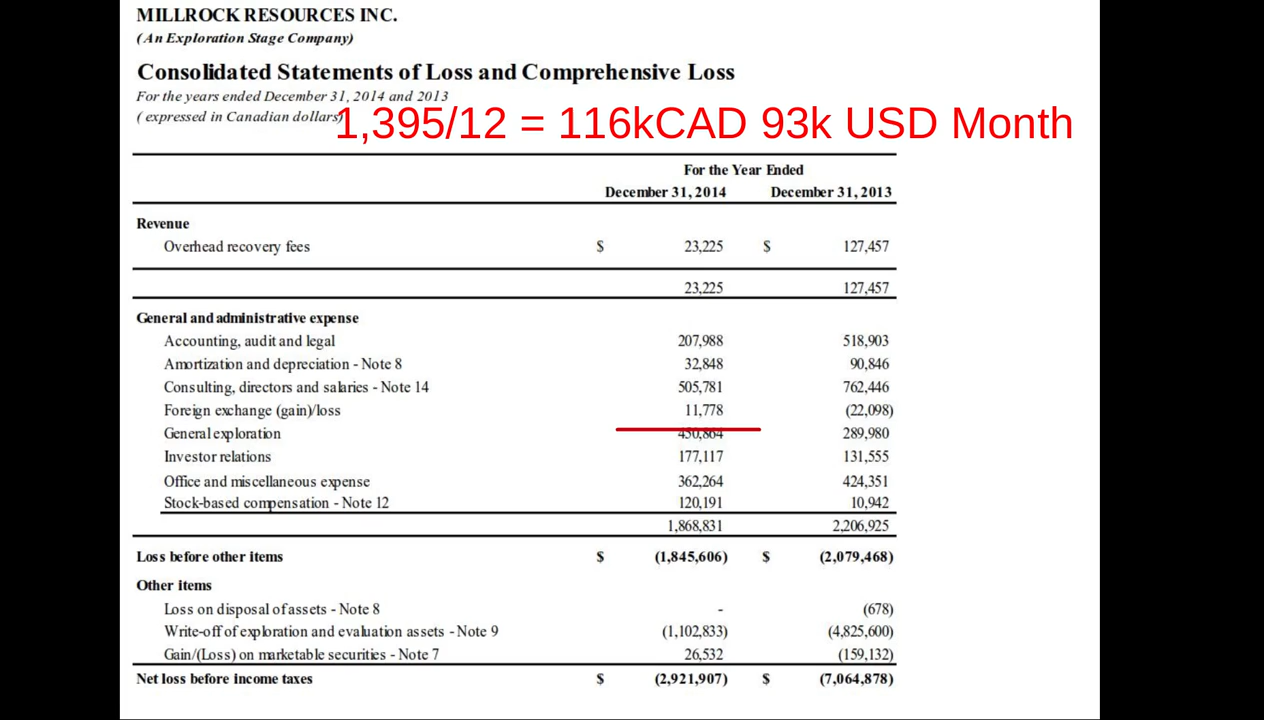 MILLROCK RESOURCES INC.
(An Exploration Stage Company)
Consolidated Statements of Loss and Comprehensive Loss
For the years ended December 31, 2014 and 2013
(expressed in Canadian dollars)
1,395/12 = 116kCAD 93k USD Month
For the Year Ended
December 31, 2014 December 31, 2013
Revenue
Overhead recovery fees $ 23,225 $ 127,457
23,225 127,457
General and administrative expense
Accounting, audit and legal 207,988 518,903
Amortization and depreciation - Note 8 32,848 90,846
Consulting, directors and salaries - Note 14 505,781 762,446
Foreign exchange (gain)/loss 11,778 (22,098)
General exploration 450,864 289,980
Investor relations 177,117 131,555
Office and miscellaneous expense 362,264 424,351
Stock-based compensation - Note 12 120,191 10,942
1,868,831 2,206,925
Loss before other items $ (1,845,606) $ (2,079,468)
Other items
Loss on disposal of assets - Note 8 - (678)
Write-off of exploration and evaluation assets - Note 9 (1,102,833) (4,825,600)
Gain/(Loss) on marketable securities - Note 7 26,532 (159,132)
Net loss before income taxes $ (2,921,907) $ (7,064,878)